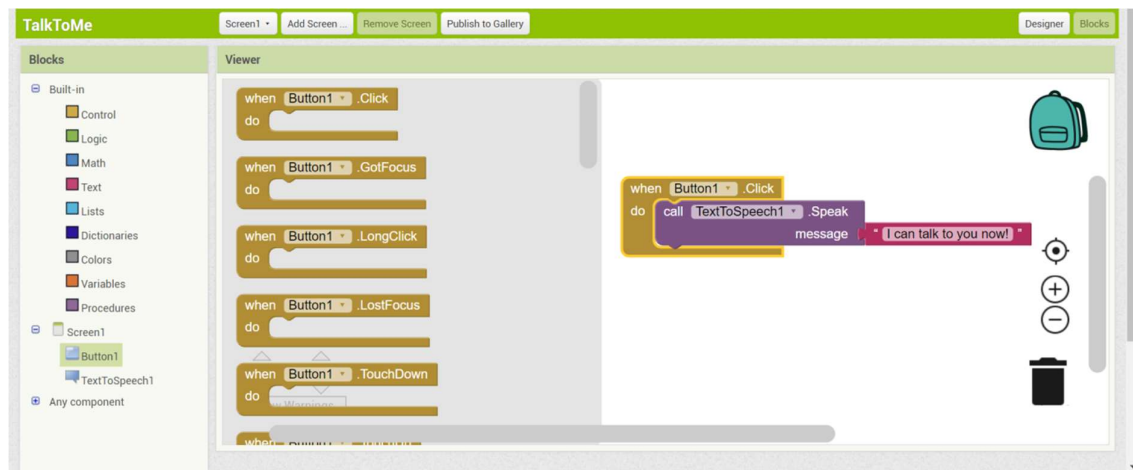 TalkToMe
Screen1 Add Screen ... Remove Screen Publish to Gallery Designer Blocks
Blocks
Viewer
Built-in
Control
Logic
Math
Text
Lists
Dictionaries
Colors
Variables
Procedures
Screen1
Button1
TextToSpeech1
Any component
when Button1 .Click
do
when Button1 .GotFocus
do
when Button1 .LongClick
do
when Button1 .LostFocus
do
when Button1 .TouchDown
do
Warnings
when Button1
when Button1 .Click
do call TextToSpeech1 .Speak
message " I can talk to you now! "